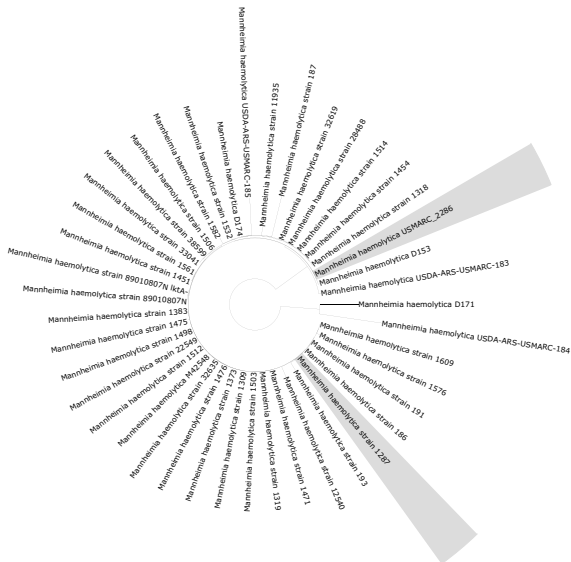 Mannheimia haemolytica USDA-ARS-USMARC-185
Mannheimia haemolytica strain 11935
Mannheimia haemolytica strain 187
Mannheimia haemolytica strain 32619
Mannheimia haemolytica strain 28488
Mannheimia haemolytica strain 1514
Mannheimia haemolytica strain 1454
Mannheimia haemolytica strain 1318
Mannheimia haemolytica USMARC_2286
Mannheimia haemolytica D153
Mannheimia haemolytica USDA-ARS-USMARC-183
Mannheimia haemolytica D171
Mannheimia haemolytica USDA-ARS-USMARC-184
Mannheimia haemolytica strain 1609
Mannheimia haemolytica strain 1576
Mannheimia haemolytica strain 191
Mannheimia haemolytica strain 186
Mannheimia haemolytica strain 1287
Mannheimia haemolytica strain 193
Mannheimia haemolytica strain 12540
Mannheimia haemolytica strain 1471
Mannheimia haemolytica strain 1319
Mannheimia haemolytica strain 1503
Mannheimia haemolytica strain 1309
Mannheimia haemolytica strain 1373
Mannheimia haemolytica strain 1476
Mannheimia haemolytica strain 32635
Mannheimia haemolytica M42548
Mannheimia haemolytica strain 1512
Mannheimia haemolytica strain 22549
Mannheimia haemolytica strain 1498
Mannheimia haemolytica strain 1475
Mannheimia haemolytica strain 1383
Mannheimia haemolytica strain 89010807N
Mannheimia haemolytica strain 89010807N lktA-
Mannheimia haemolytica strain 1451
Mannheimia haemolytica strain 1561
Mannheimia haemolytica strain 33041
Mannheimia haemolytica strain 38599
Mannheimia haemolytica strain 1506
Mannheimia haemolytica strain 1582
Mannheimia haemolytica strain 1532
Mannheimia haemolytica D174